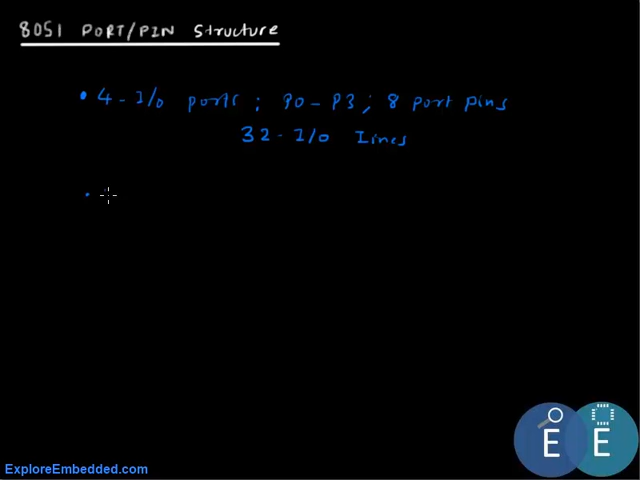 8051 PORT/PIN Structure
• 4 - I/O ports ; P0 - P3 ; 8 port pins
32 - I/O lines
•
E E
ExploreEmbedded.com